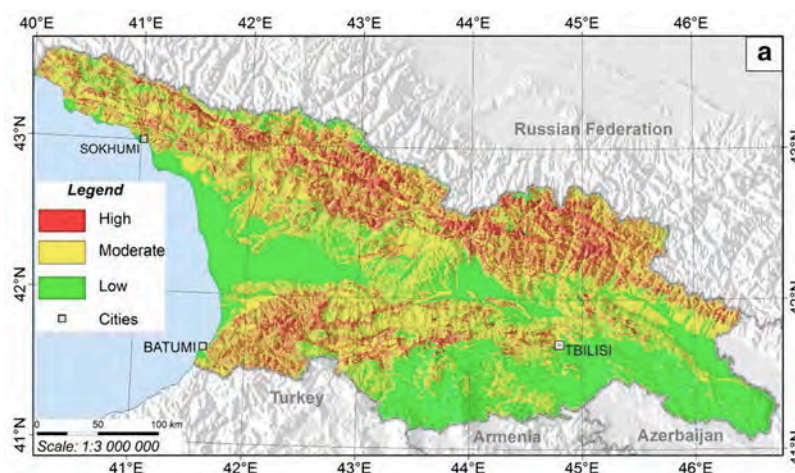 40°E 41°E 42°E 43°E 44°E 45°E 46°E
a
Russian Federation
43°N
SOKHUMI
Legend
High
Moderate
Low
Cities
42°N
42°N
BATUMI
TBILISI
Turkey
Armenia
Azerbaijan
0 50 100 km
Scale: 1:3 000 000
41°N
41°E 42°E 43°E 44°E 45°E 46°E